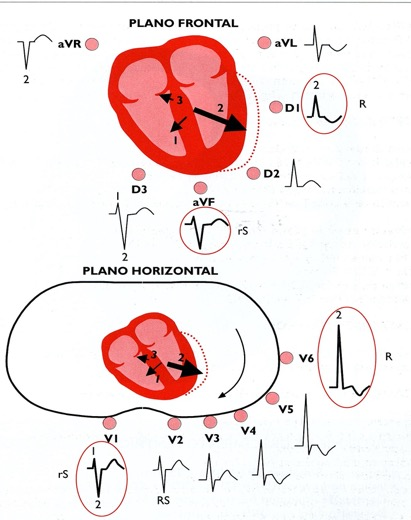 PLANO FRONTAL
aVR
2
aVL
2
D1
R
3
2
1
D3
D2
1
2
aVF
rS
PLANO HORIZONTAL
3
2
1
2
V6
R
V5
V4
V3
V2
V1
1
rS
2
RS